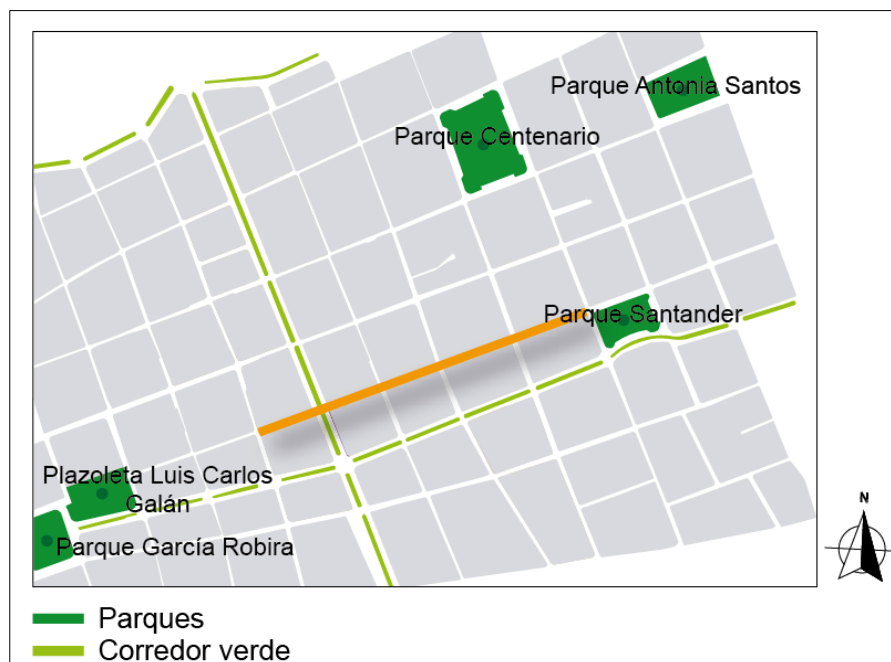 Parque Antonia Santos
Parque Centenario
Parque Santander
Plazoleta Luis Carlos
Galán
Parque García Robira
N
Parques
Corredor verde